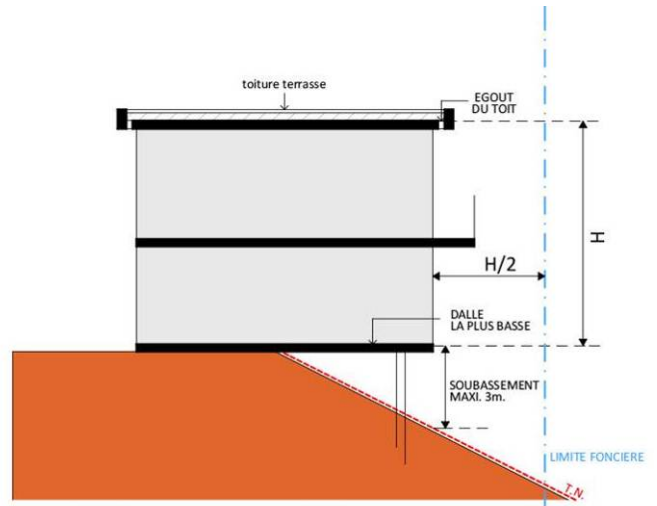 toiture terrasse
EGOUT
DU TOIT
H
H/2
DALLE
LA PLUS BASSE
SOUBASSEMENT
MAXI. 3m.
LIMITE FONCIERE
T.N.